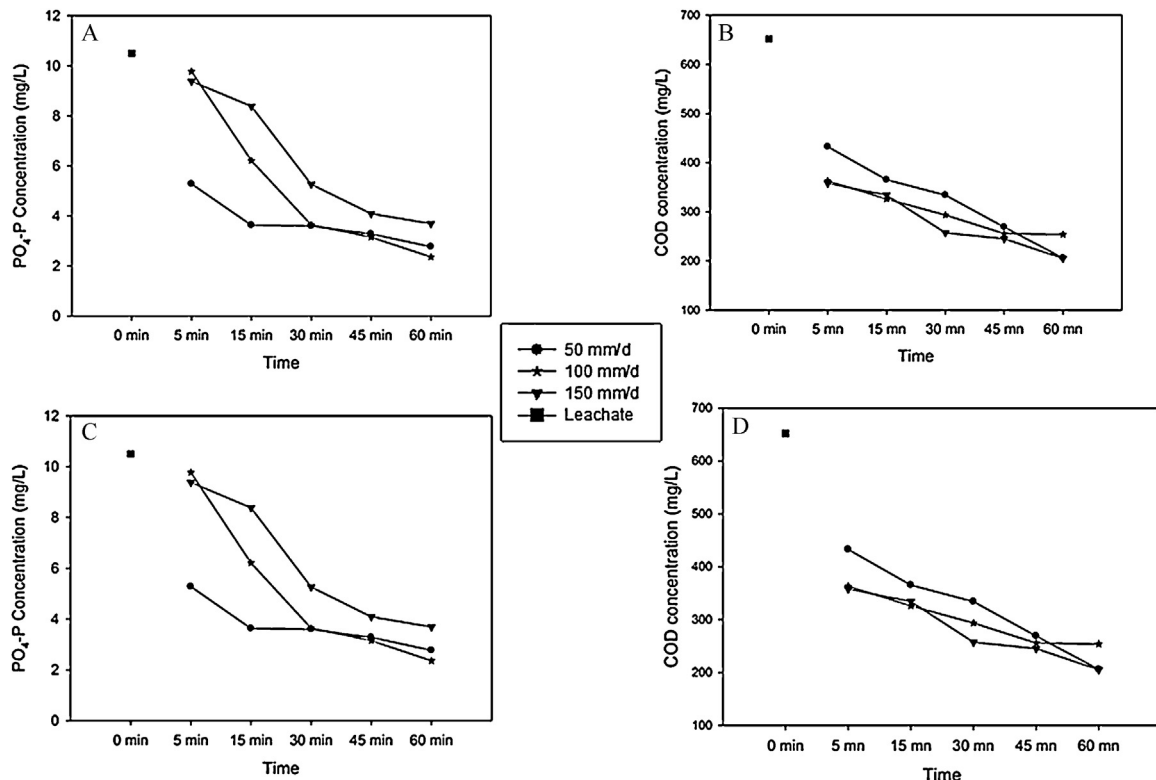 A
PO₄-P Concentration (mg/L)
12
10
8
6
4
2
0
0 min 5 min 15 min 30 min 45 min 60 min
Time
B
COD concentration (mg/L)
700
600
500
400
300
200
100
0 min 5 mn 15 mn 30 mn 45 mn 60 mn
Time
50 mm/d
100 mm/d
150 mm/d
Leachate
C
PO₄-P Concentration (mg/L)
12
10
8
6
4
2
0
0 min 5 min 15 min 30 min 45 min 60 min
Time
D
COD concentration (mg/L)
700
600
500
400
300
200
100
0 min 5 mn 15 mn 30 mn 45 mn 60 mn
Time